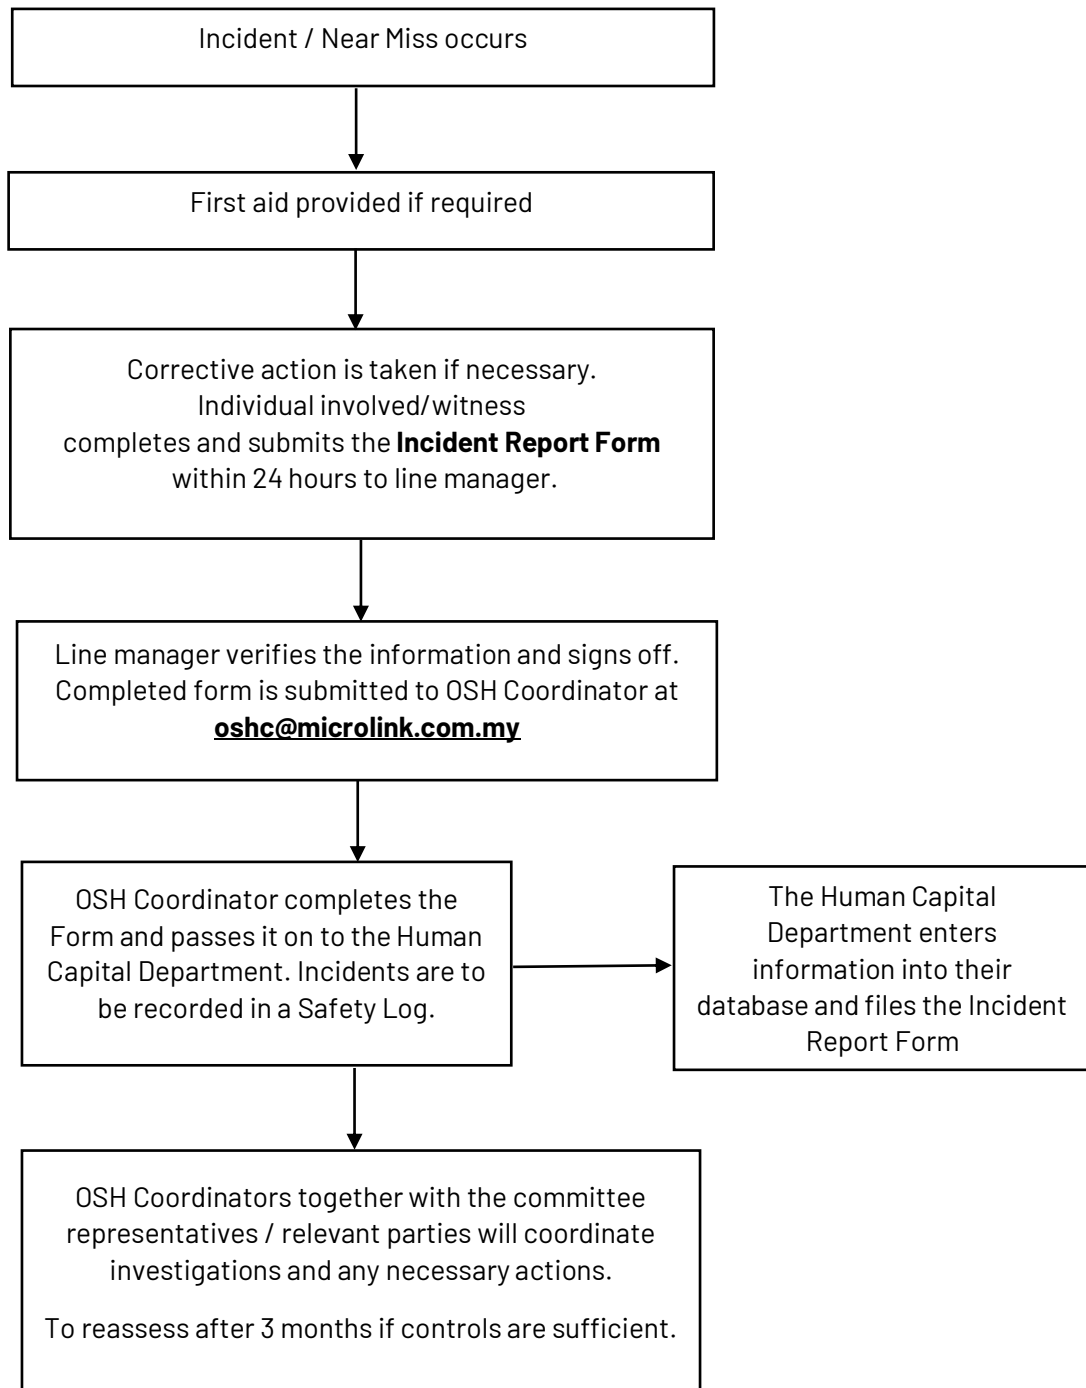 Incident / Near Miss occurs
First aid provided if required
Corrective action is taken if necessary.
Individual involved/witness
completes and submits the Incident Report Form
within 24 hours to line manager.
Line manager verifies the information and signs off.
Completed form is submitted to OSH Coordinator at
oshc@microlink.com.my
OSH Coordinator completes the
Form and passes it on to the Human
Capital Department. Incidents are to
be recorded in a Safety Log.
The Human Capital
Department enters
information into their
database and files the Incident
Report Form
OSH Coordinators together with the committee
representatives / relevant parties will coordinate
investigations and any necessary actions.
To reassess after 3 months if controls are sufficient.